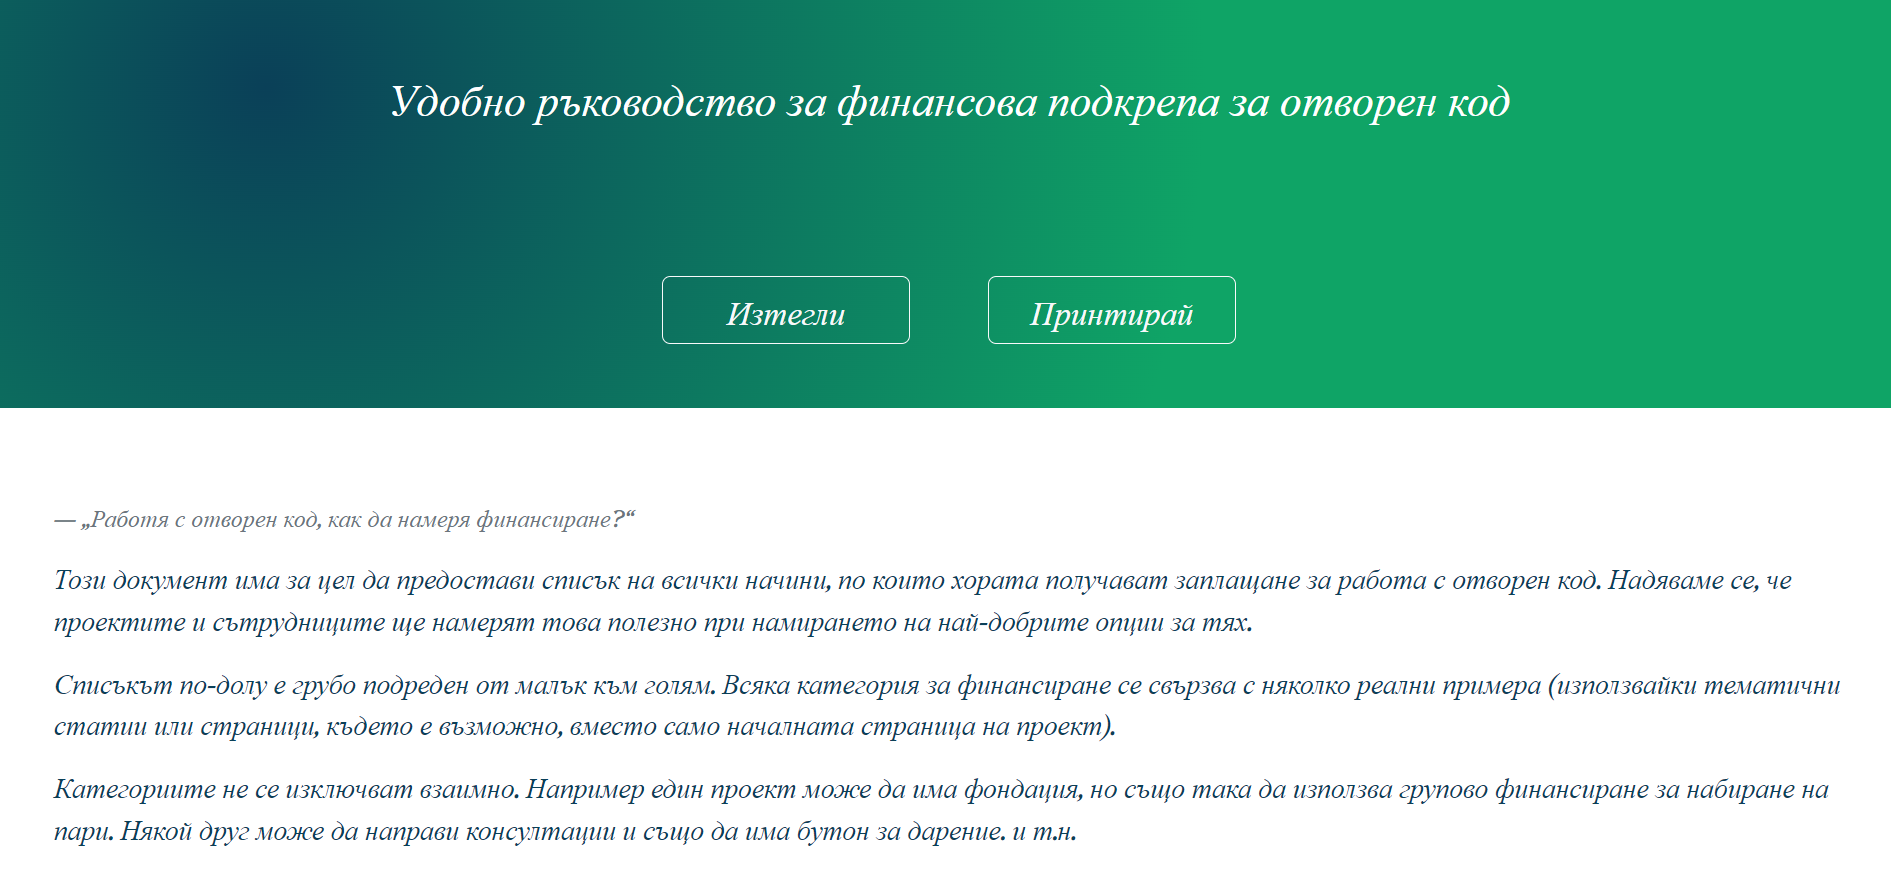 Удобно ръководство за финансова подкрепа за отворен код
Изтегли
Принтирай
— „Работя с отворен код, как да намеря финансиране?“
Този документ има за цел да предостави списък на всички начини, по които хората получават заплащане за работа с отворен код. Надяваме се, че
проектите и сътрудниците ще намерят това полезно при намирането на най-добрите опции за тях.
Списъкът по-долу е грубо подреден от малък към голям. Всяка категория за финансиране се свързва с няколко реални примера (използвайки тематични
статии или страници, където е възможно, вместо само началната страница на проект).
Категориите не се изключват взаимно. Например един проект може да има фондация, но също така да използва групово финансиране за набиране на
пари. Някой друг може да направи консултации и също да има бутон за дарение. и т.н.